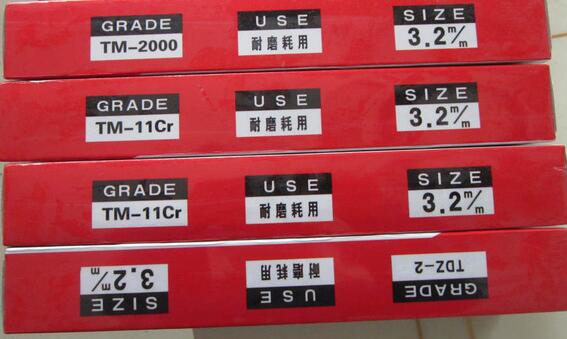 GRADE
TM-2000
USE
耐磨耗用
SIZE
3.2m/m
GRADE
TM-11Cr
USE
耐磨耗用
SIZE
3.2m/m
GRADE
TM-11Cr
USE
耐磨耗用
SIZE
3.2m/m
GRADE
TDZ-2
USE
耐磨耗用
SIZE
3.2m/m